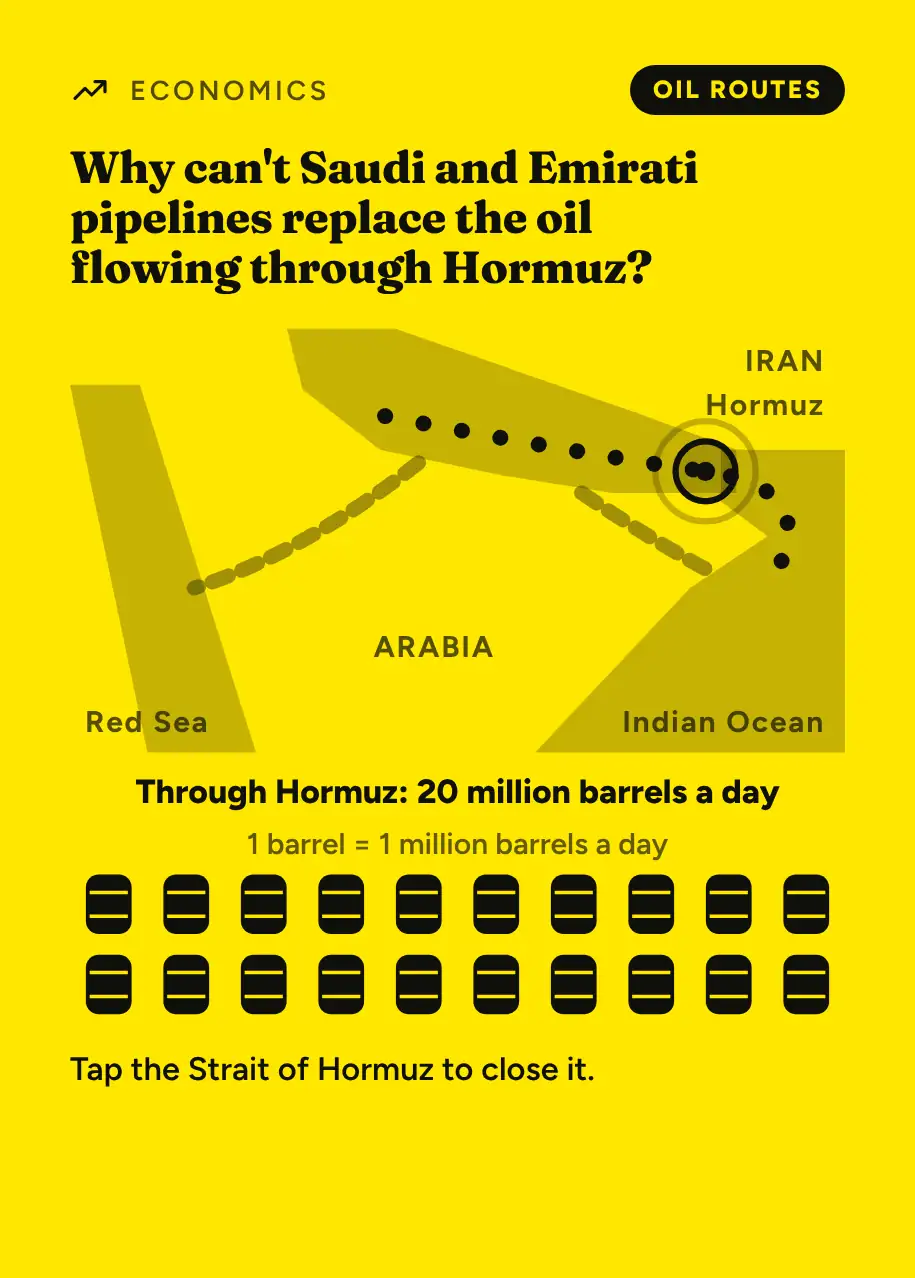 ECONOMICS
OIL ROUTES
Why can't Saudi and Emirati
pipelines replace the oil
flowing through Hormuz?
IRAN
Hormuz
ARABIA
Red Sea
Indian Ocean
Through Hormuz: 20 million barrels a day
1 barrel = 1 million barrels a day
Tap the Strait of Hormuz to close it.